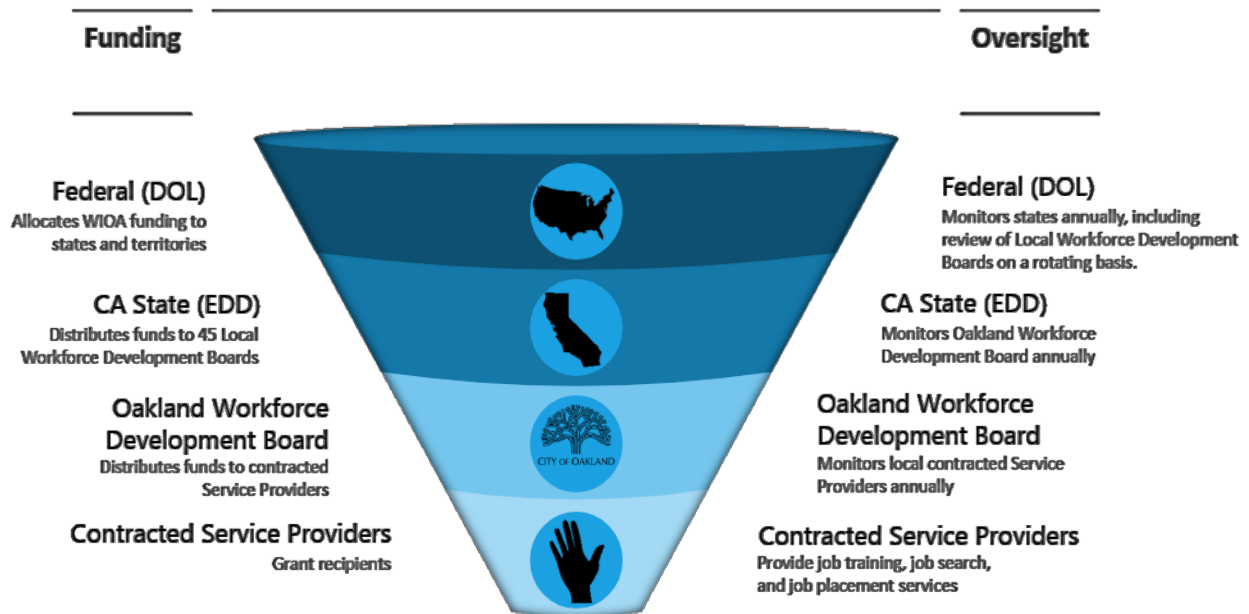 Funding
Oversight
Federal (DOL)
Allocates WIOA funding to
states and territories
Federal (DOL)
Monitors states annually, including
review of Local Workforce Development
Boards on a rotating basis.
CA State (EDD)
Distributes funds to 45 Local
Workforce Development Boards
CA State (EDD)
Monitors Oakland Workforce
Development Board annually
Oakland Workforce
Development Board
Distributes funds to contracted
Service Providers
CITY OF OAKLAND
Oakland Workforce
Development Board
Monitors local contracted Service
Providers annually
Contracted Service Providers
Grant recipients
Contracted Service Providers
Provide job training, job search,
and job placement services